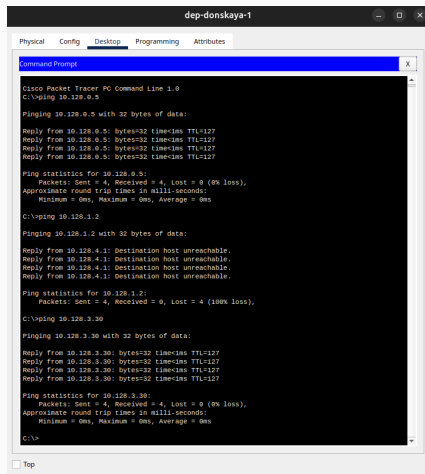 dep-donskaya-1
Physical Config Desktop Programming Attributes
Command Prompt X
Cisco Packet Tracer PC Command Line 1.0
C:\>ping 10.128.0.5
Pinging 10.128.0.5 with 32 bytes of data:
Reply from 10.128.0.5: bytes=32 time<1ms TTL=127
Reply from 10.128.0.5: bytes=32 time<1ms TTL=127
Reply from 10.128.0.5: bytes=32 time<1ms TTL=127
Reply from 10.128.0.5: bytes=32 time<1ms TTL=127
Ping statistics for 10.128.0.5:
Packets: Sent = 4, Received = 4, Lost = 0 (0% loss),
Approximate round trip times in milli-seconds:
Minimum = 0ms, Maximum = 0ms, Average = 0ms
C:\>ping 10.128.1.2
Pinging 10.128.1.2 with 32 bytes of data:
Reply from 10.128.4.1: Destination host unreachable.
Reply from 10.128.4.1: Destination host unreachable.
Reply from 10.128.4.1: Destination host unreachable.
Reply from 10.128.4.1: Destination host unreachable.
Ping statistics for 10.128.1.2:
Packets: Sent = 4, Received = 0, Lost = 4 (100% loss),
C:\>ping 10.128.3.30
Pinging 10.128.3.30 with 32 bytes of data:
Reply from 10.128.3.30: bytes=32 time<1ms TTL=127
Reply from 10.128.3.30: bytes=32 time<1ms TTL=127
Reply from 10.128.3.30: bytes=32 time<1ms TTL=127
Reply from 10.128.3.30: bytes=32 time<1ms TTL=127
Ping statistics for 10.128.3.30:
Packets: Sent = 4, Received = 4, Lost = 0 (0% loss),
Approximate round trip times in milli-seconds:
Minimum = 0ms, Maximum = 0ms, Average = 0ms
C:\>
Top